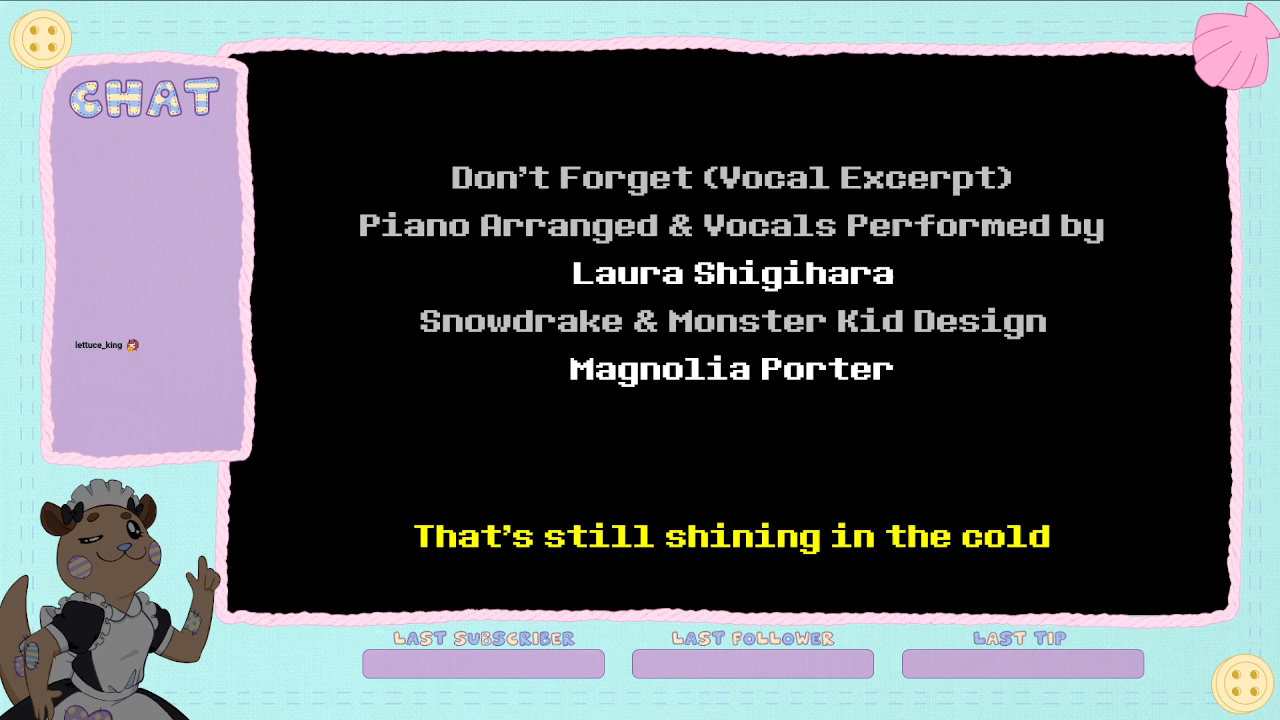 CHAT
lettuce_king
Don't Forget (Vocal Excerpt)
Piano Arranged & Vocals Performed by
Laura Shigihara
Snowdrake & Monster Kid Design
Magnolia Porter
That's still shining in the cold
LAST SUBSCRIBER
LAST FOLLOWER
LAST TIP